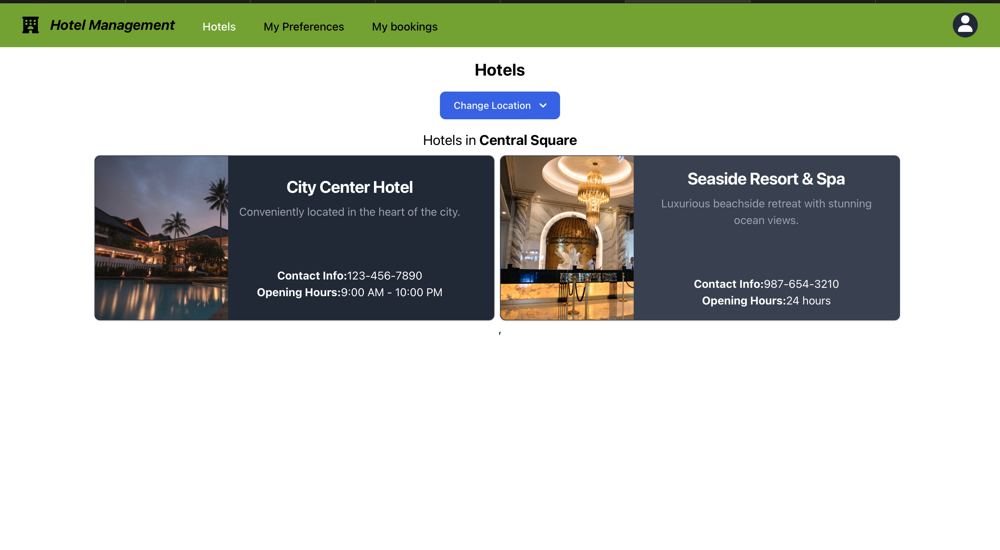 Hotel Management
Hotels
My Preferences
My bookings
Hotels
Change Location
Hotels in Central Square
City Center Hotel
Conveniently located in the heart of the city.
Contact Info:123-456-7890
Opening Hours:9:00 AM - 10:00 PM
Seaside Resort & Spa
Luxurious beachside retreat with stunning
ocean views.
Contact Info:987-654-3210
Opening Hours:24 hours
,